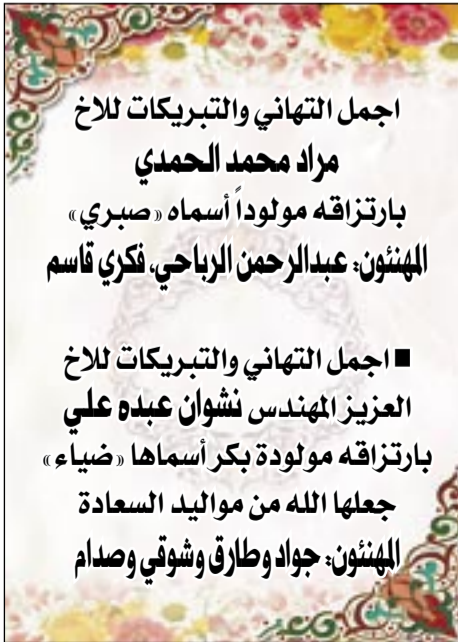 اجمل التهاني والتبريكات للاخ
مراد محمد الحمدي
بارتزاقه مولوداً أسماه «صبري»
المهنئون: عبدالرحمن الرباحي، فكري قاسم
■ اجمل التهاني والتبريكات للاخ
العزيز المهندس نشوان عبده علي
بارتزاقه مولودة بكر أسماها «ضياء»
جعلها الله من مواليد السعادة
المهنئون: جواد وطارق وشوقي وصدام